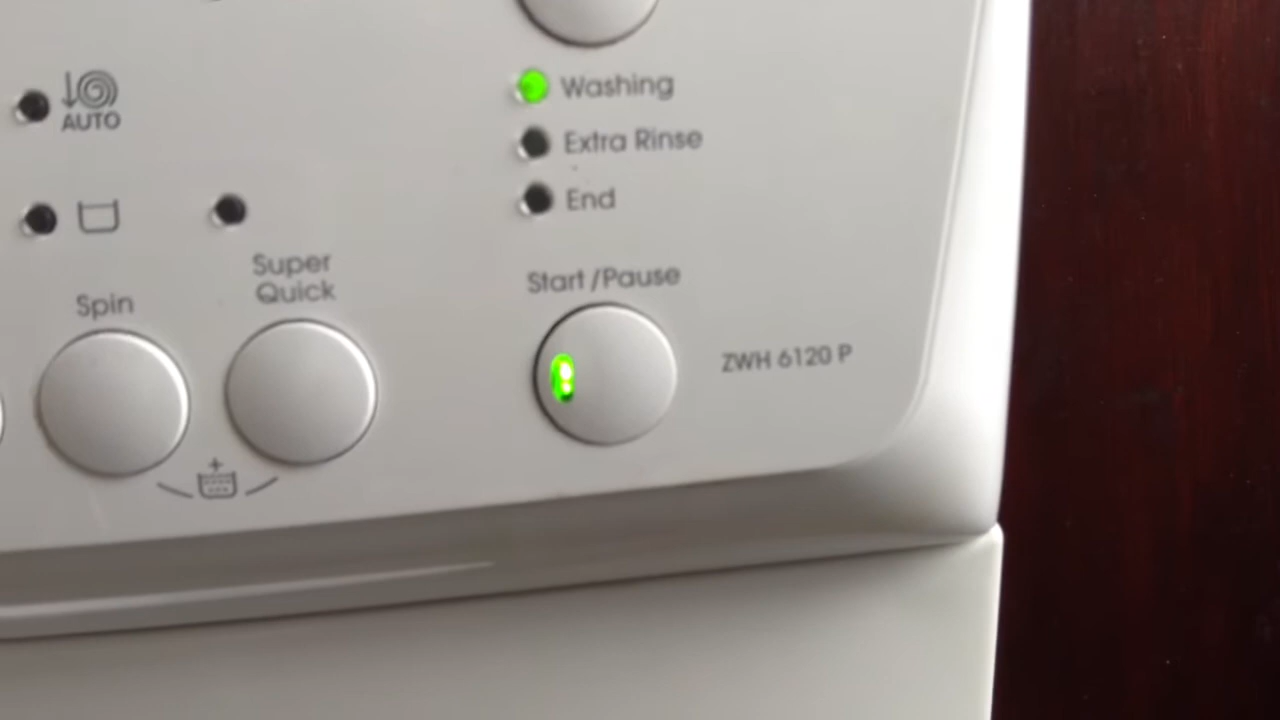 AUTO
Washing
Extra Rinse
End
Spin
Super
Quick
Start/Pause
ZWH 6120 P